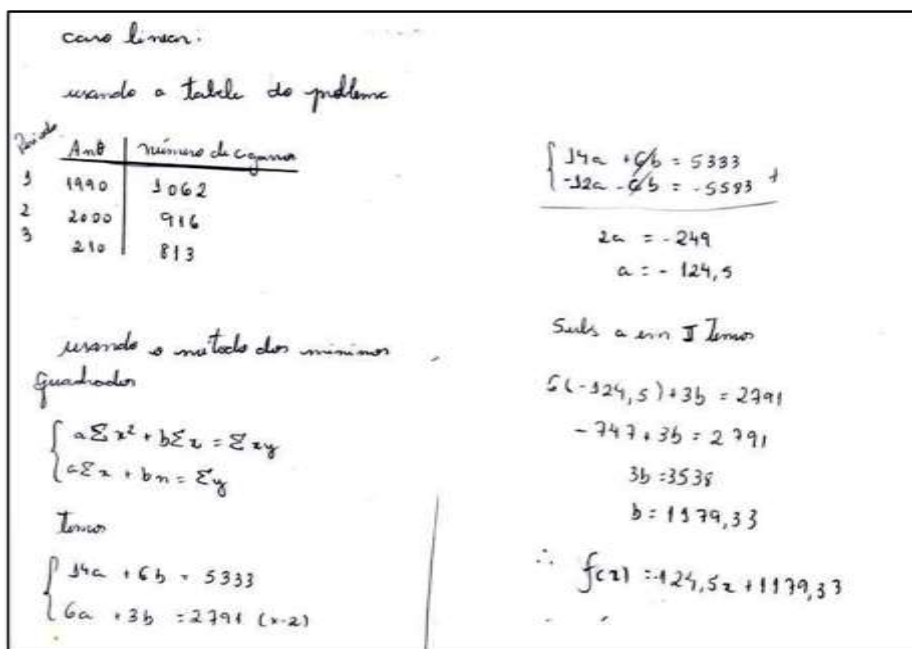 caso linear:
usando a tabela do problema
Período Ano número de cigarros
1 1990 1062
2 2000 916
3 210 813
usando o método dos mínimos
quadrados
{ aΣx² + bΣx = Σxy
{ aΣx + bn = Σy
temos
{ 14a + 6b = 5333
{ 6a + 3b = 2791 (x-2)
{ 14a + 6b = 5333
{ -12a - 6b = -5583 +
2a = -249
a = -124,5
Subs a em II temos
6(-124,5) + 3b = 2791
-747 + 3b = 2791
3b = 3538
b = 1179,33
∴ f(x) = -124,5x + 1179,33